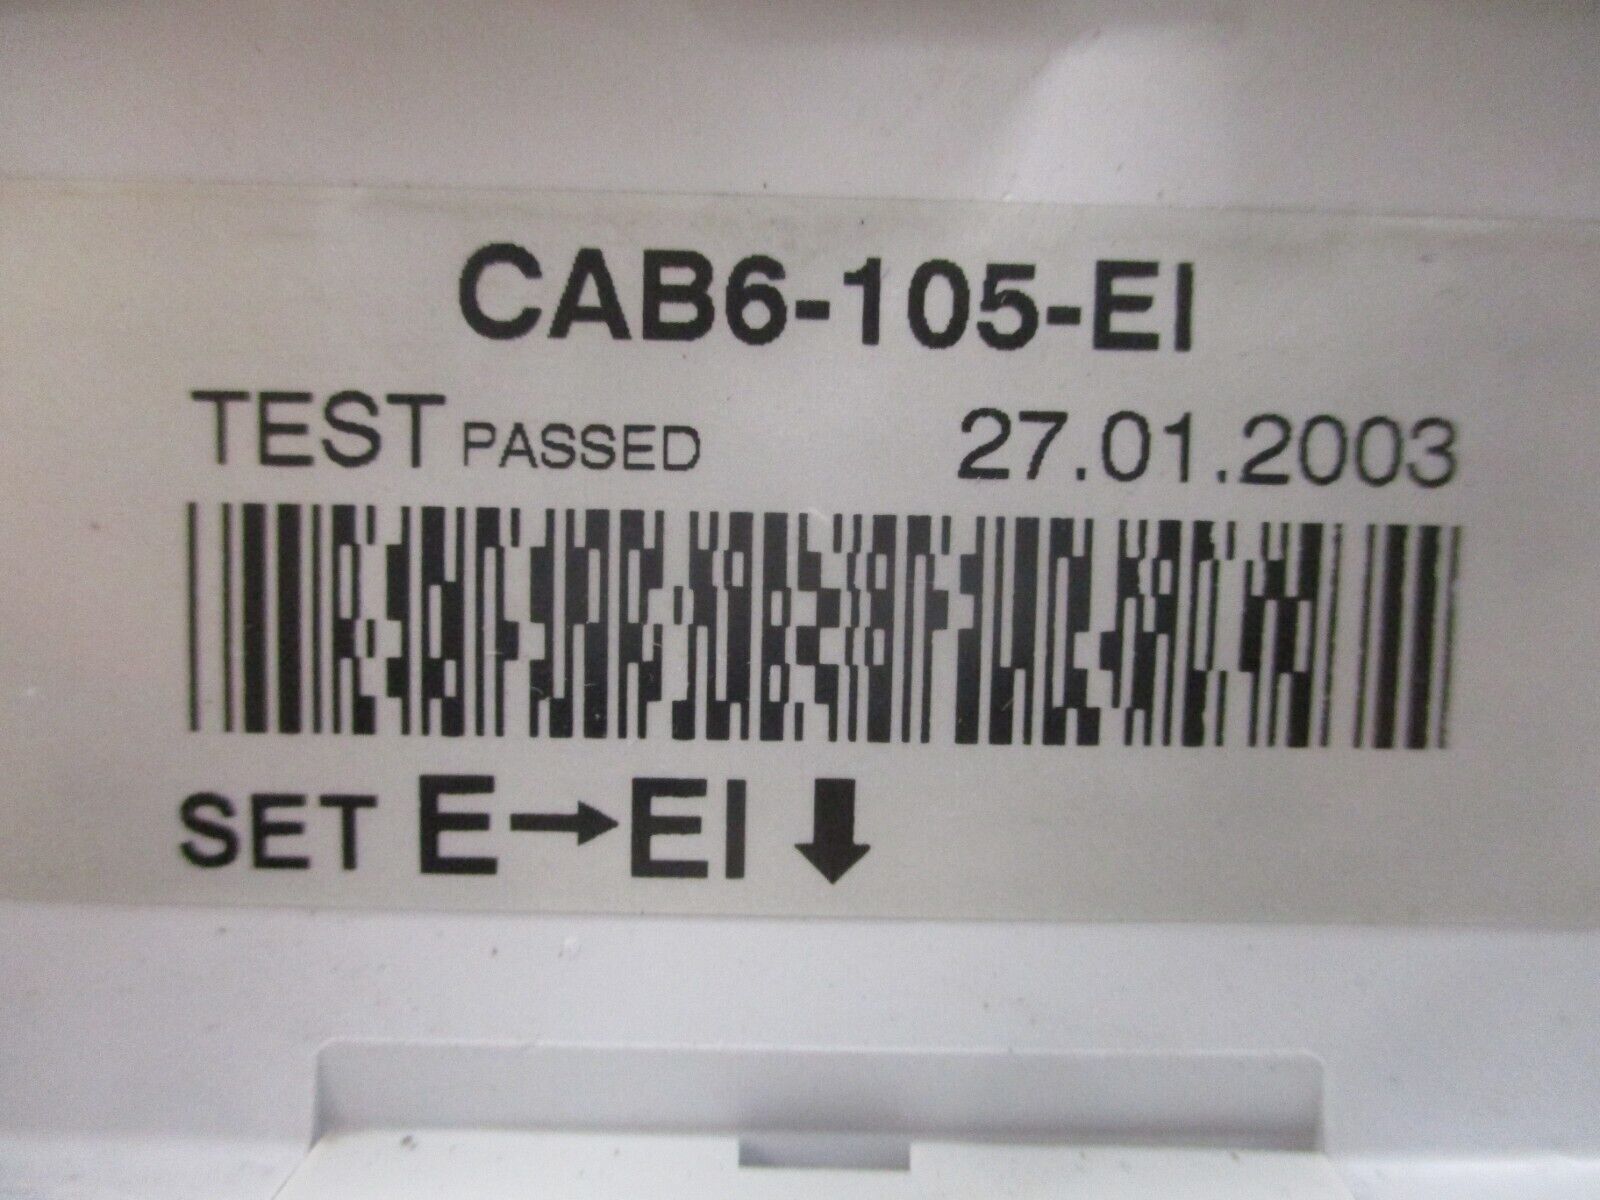 CAB6-105-EI
TEST PASSED 27.01.2003
SET E→EI ↓